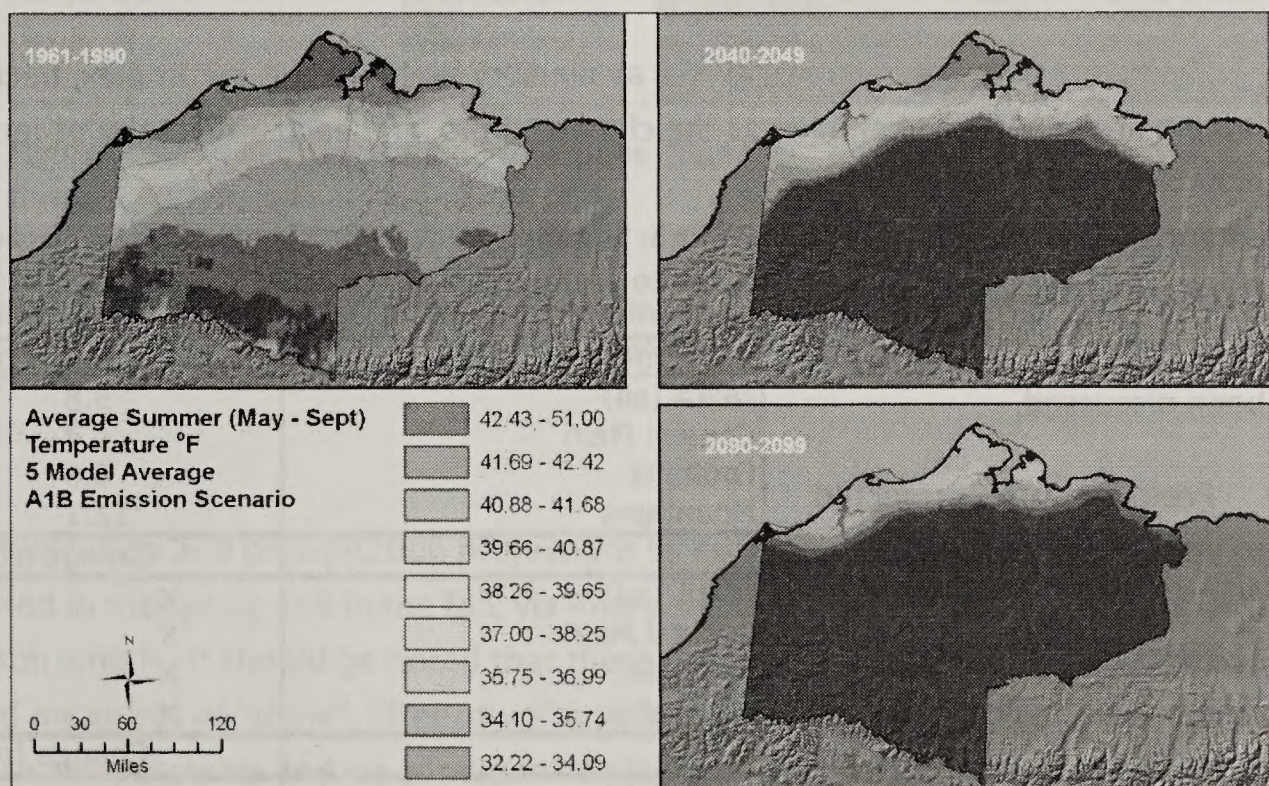 1961-1990
2040-2049
Average Summer (May - Sept)
Temperature °F
5 Model Average
A1B Emission Scenario
42.43 - 51.00
41.69 - 42.42
40.88 - 41.68
39.66 - 40.87
38.26 - 39.65
37.00 - 38.25
35.75 - 36.99
34.10 - 35.74
32.22 - 34.09
N
0 30 60 120
Miles
2090-2099